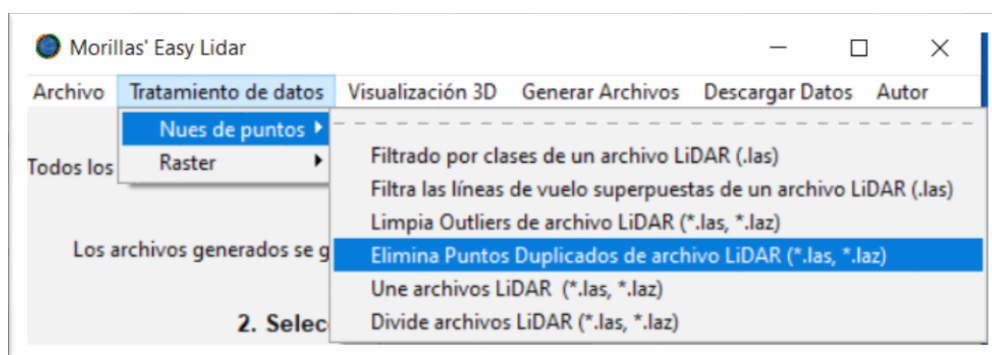 Morillas' Easy Lidar
Archivo Tratamiento de datos Visualización 3D Generar Archivos Descargar Datos Autor
Nues de puntos
Filtrado por clases de un archivo LiDAR (.las)
Todos los Raster
Filtra las líneas de vuelo superpuestas de un archivo LiDAR (.las)
Limpia Outliers de archivo LiDAR (*.las, *.laz)
Los archivos generados se g
Elimina Puntos Duplicados de archivo LiDAR (*.las, *.laz)
Une archivos LiDAR (*.las, *.laz)
2. Selec
Divide archivos LiDAR (*.las, *.laz)